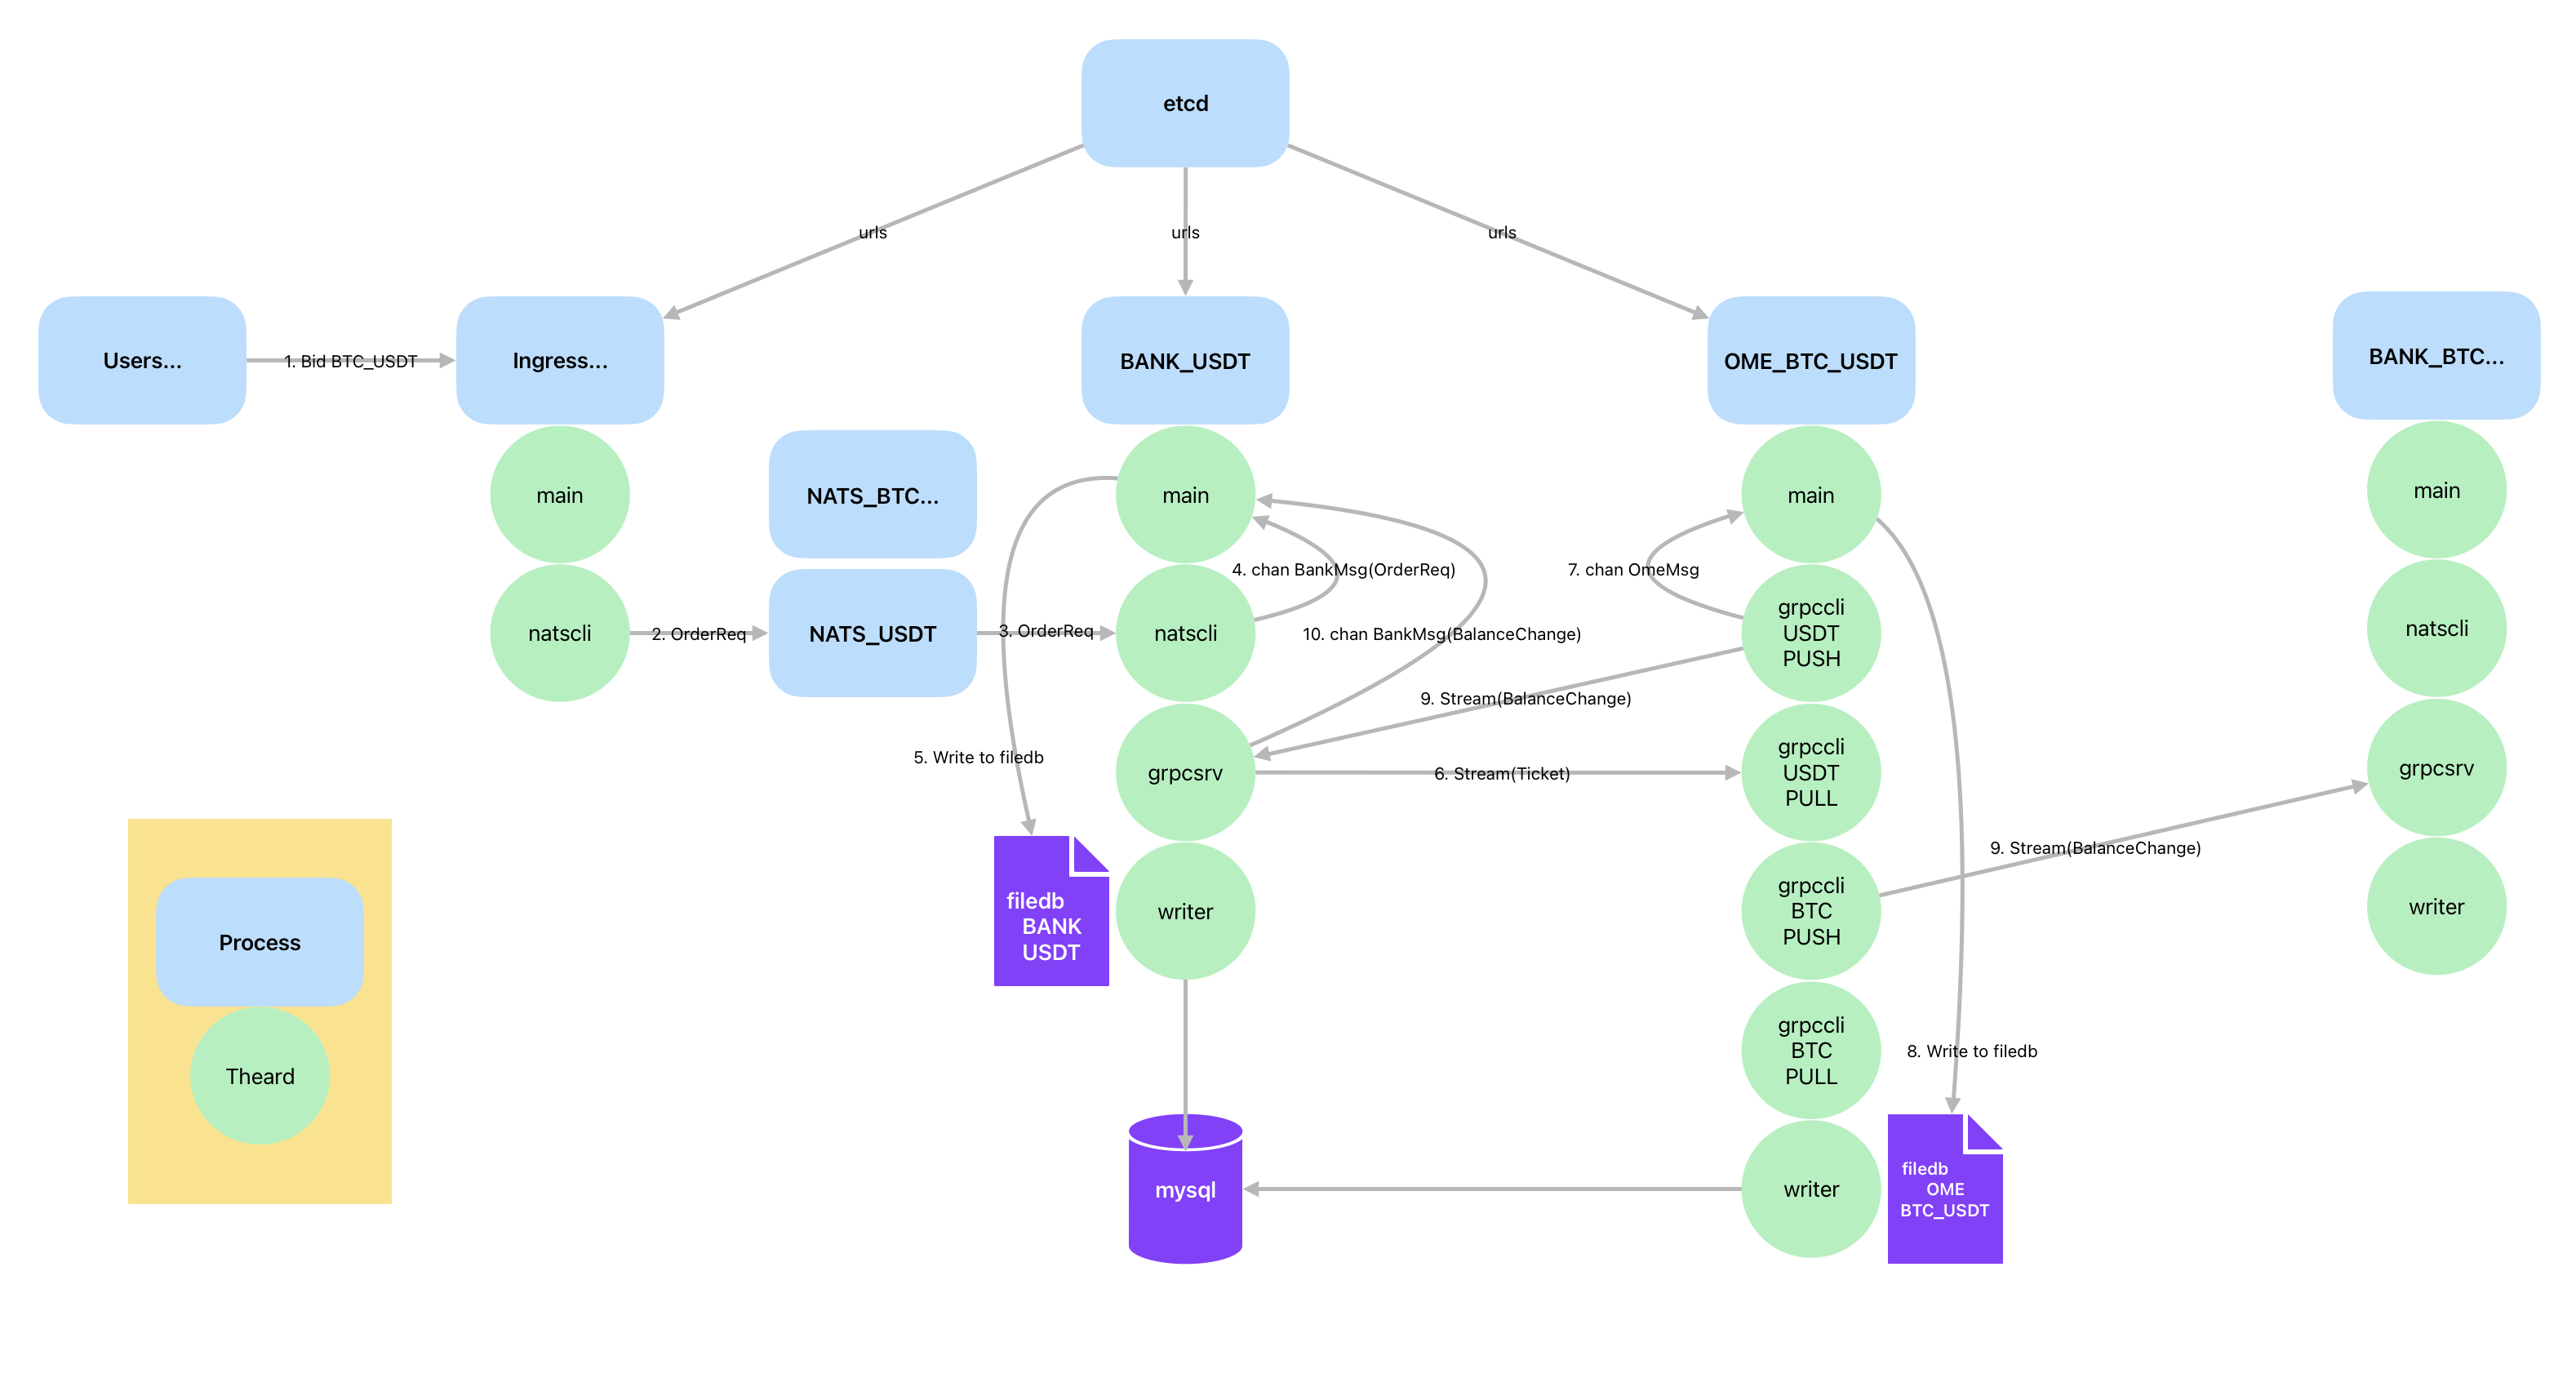 etcd
urls
urls
urls
Users...
1. Bid BTC_USDT
Ingress...
BANK_USDT
OME_BTC_USDT
BANK_BTC...
main
NATS_BTC...
main
main
main
4. chan BankMsg(OrderReq)
7. chan OmeMsg
natscli
2. OrderReq
NATS_USDT
3. OrderReq
natscli
10. chan BankMsg(BalanceChange)
grpccli
USDT
PUSH
natscli
9. Stream(BalanceChange)
5. Write to filedb
grpcsrv
6. Stream(Ticket)
grpccli
USDT
PULL
grpcsrv
9. Stream(BalanceChange)
filedb
BANK
USDT
writer
grpccli
BTC
PUSH
writer
Process
Theard
grpccli
BTC
PULL
8. Write to filedb
mysql
writer
filedb
OME
BTC_USDT